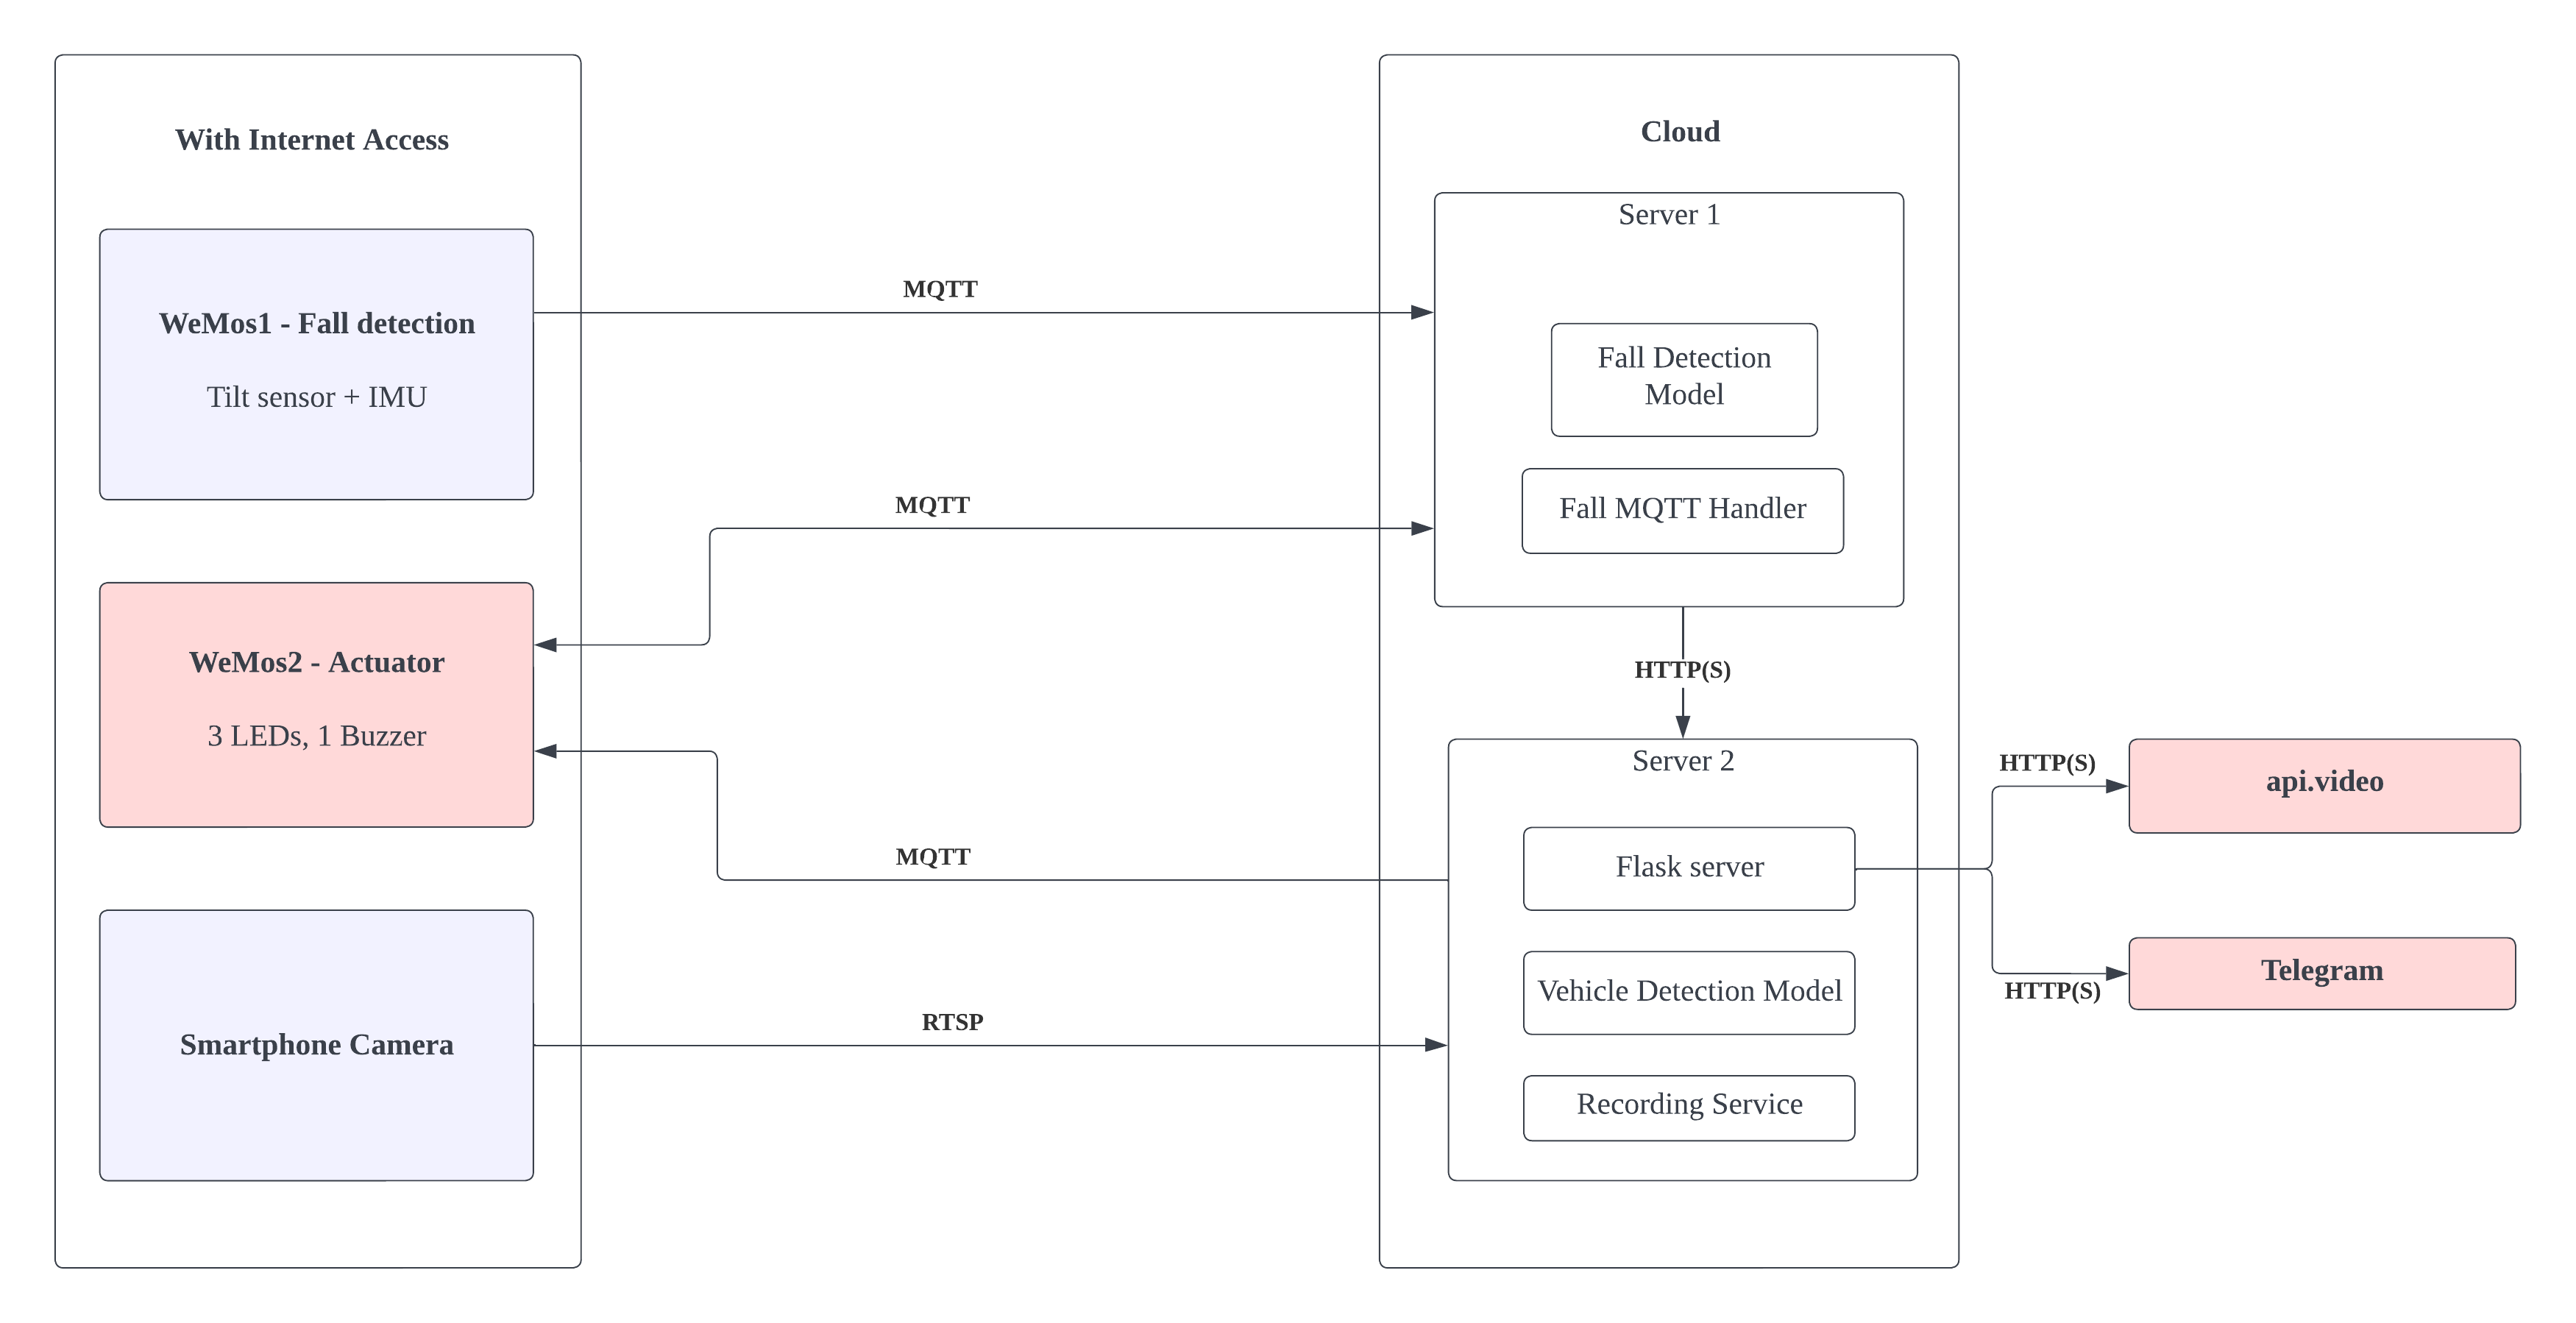 With Internet Access
WeMos1 - Fall detection
Tilt sensor + IMU
WeMos2 - Actuator
3 LEDs, 1 Buzzer
Smartphone Camera
MQTT
MQTT
MQTT
RTSP
Cloud
Server 1
Fall Detection
Model
Fall MQTT Handler
HTTP(S)
Server 2
Flask server
Vehicle Detection Model
Recording Service
HTTP(S)
api.video
Telegram
HTTP(S)